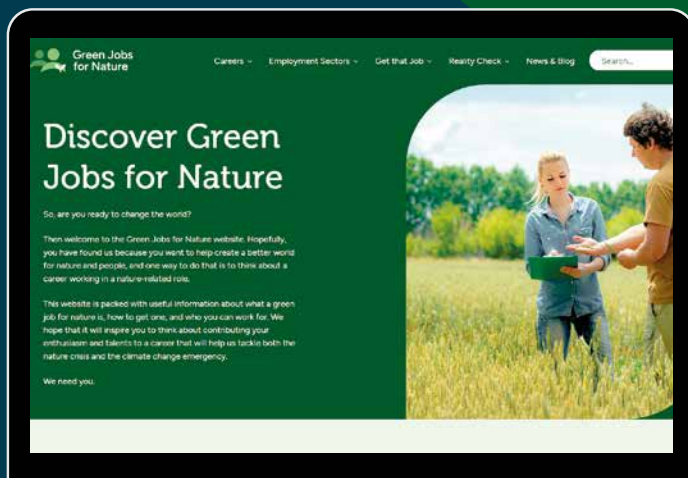 Green Jobs
for Nature
Careers
Employment Sectors
Get that Job
Reality Check
News & Blog
Search...
Discover Green
Jobs for Nature
So, are you ready to change the world?
Then welcome to the Green Jobs for Nature website. Hopefully,
you have found us because you want to help create a better world
for nature and people, and one way to do that is to think about a
career working in a nature-related role.
This website is packed with useful information about what a green
job for nature is, how to get one, and who you can work for. We
hope that it will inspire you to think about contributing your
enthusiasm and talents to a career that will help us tackle both the
nature crisis and the climate change emergency.
We need you.